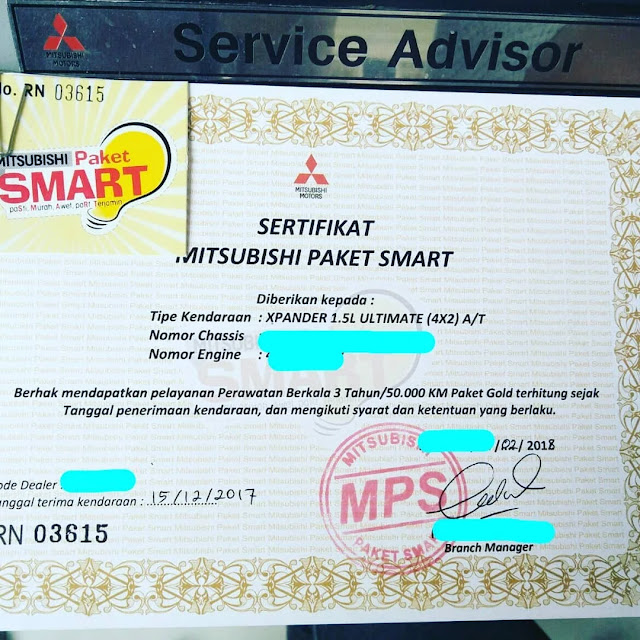 MITSUBISHI
MOTORS
Service Advisor
No. RN 03615
MITSUBISHI Paket
SMART
paSti, Murah, Awet, paRt Terjamin
MITSUBISHI
MOTORS
SERTIFIKAT
MITSUBISHI PAKET SMART
Diberikan kepada :
Tipe Kendaraan : XPANDER 1.5L ULTIMATE (4X2) A/T
Nomor Chassis :
Nomor Engine :
Berhak mendapatkan pelayanan Perawatan Berkala 3 Tahun/50.000 KM Paket Gold terhitung sejak
Tanggal penerimaan kendaraan, dan mengikuti syarat dan ketentuan yang berlaku.
/02/ 2018
ode Dealer :
anggal terima kendaraan : 15/12/2017
RN 03615
MITSUBISHI
MPS
PAKET SMART
Branch Manager